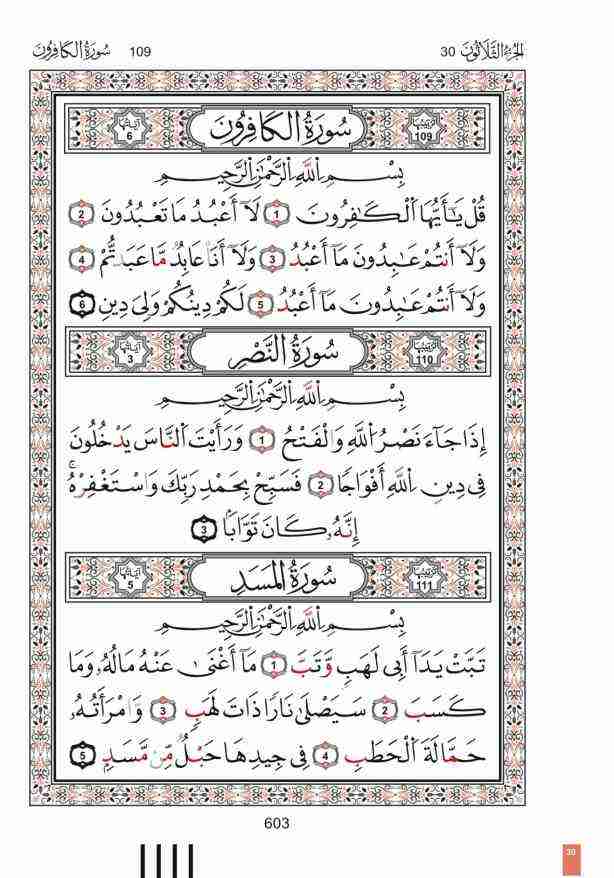 الجزء الثلاثون 30 109 سورة الكافرون
ترتيبها 109 سُورَةُ الكَافِرُونَ آياتها 6
بِسْمِ اللَّهِ الرَّحْمَٰنِ الرَّحِيمِ
قُلْ يَٰٓأَيُّهَا ٱلْكَٰفِرُونَ 1 لَآ أَعْبُدُ مَا تَعْبُدُونَ 2
وَلَآ أَنتُمْ عَٰبِدُونَ مَآ أَعْبُدُ 3 وَلَآ أَنَا۠ عَابِدٌ مَّا عَبَدتُّمْ 4
وَلَآ أَنتُمْ عَٰبِدُونَ مَآ أَعْبُدُ 5 لَكُمْ دِينُكُمْ وَلِىَ دِينِ 6
ترتيبها 110 سُورَةُ النَّصْرِ آياتها 3
بِسْمِ اللَّهِ الرَّحْمَٰنِ الرَّحِيمِ
إِذَا جَآءَ نَصْرُ ٱللَّهِ وَٱلْفَتْحُ 1 وَرَأَيْتَ ٱلنَّاسَ يَدْخُلُونَ
فِى دِينِ ٱللَّهِ أَفْوَاجًا 2 فَسَبِّحْ بِحَمْدِ رَبِّكَ وَٱسْتَغْفِرْهُ ۚ
إِنَّهُۥ كَانَ تَوَّابًۢا 3
ترتيبها 111 سُورَةُ المَسَدِ آياتها 5
بِسْمِ اللَّهِ الرَّحْمَٰنِ الرَّحِيمِ
تَبَّتْ يَدَآ أَبِى لَهَبٍ وَتَبَّ 1 مَآ أَغْنَىٰ عَنْهُ مَالُهُۥ وَمَا
كَسَبَ 2 سَيَصْلَىٰ نَارًا ذَاتَ لَهَبٍ 3 وَٱمْرَأَتُهُۥ
حَمَّالَةَ ٱلْحَطَبِ 4 فِى جِيدِهَا حَبْلٌ مِّن مَّسَدٍۭ 5
603
30